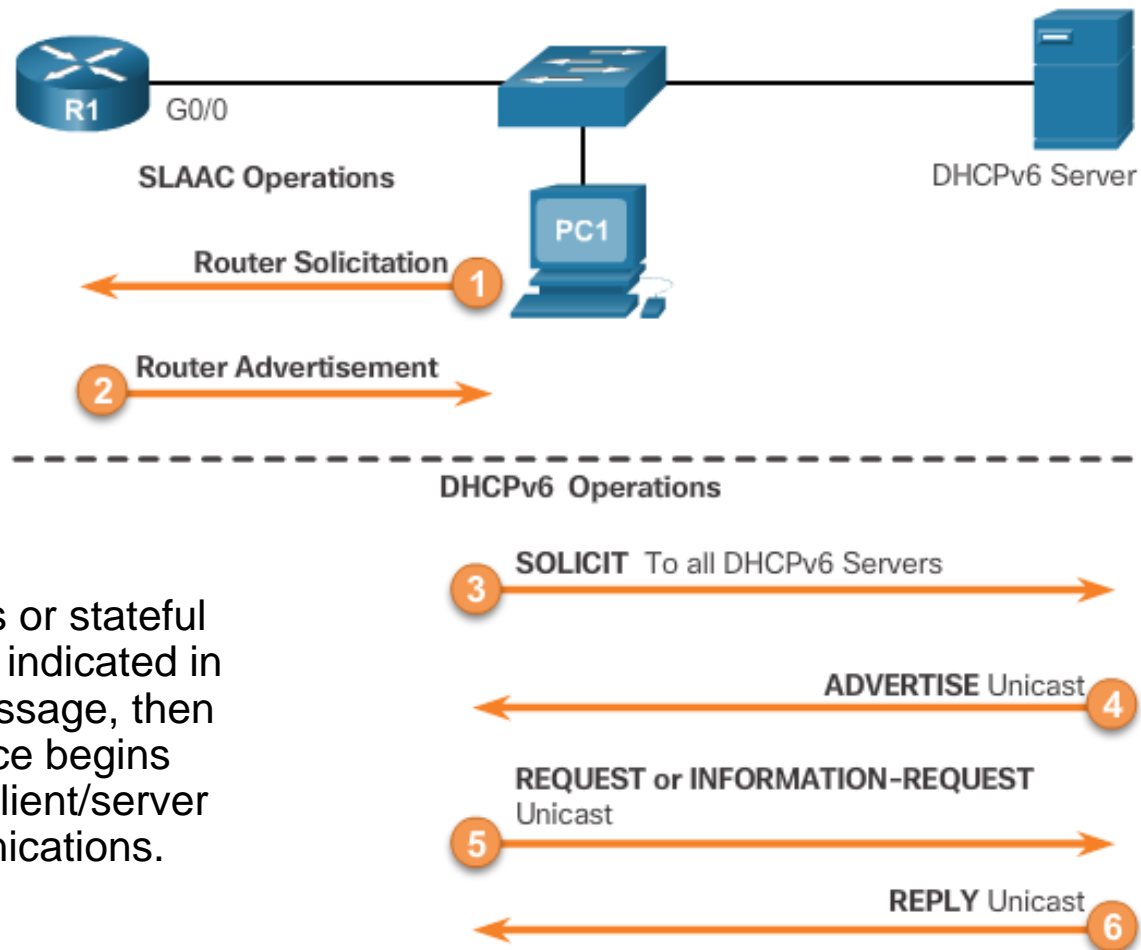 R1
G0/0
DHCPv6 Server
SLAAC Operations
PC1
Router Solicitation
1
Router Advertisement
2
DHCPv6 Operations
SOLICIT To all DHCPv6 Servers
3
s or stateful
indicated in
ssage, then
ce begins
lient/server
nications.
ADVERTISE Unicast
4
REQUEST or INFORMATION-REQUEST
Unicast
5
REPLY Unicast
6